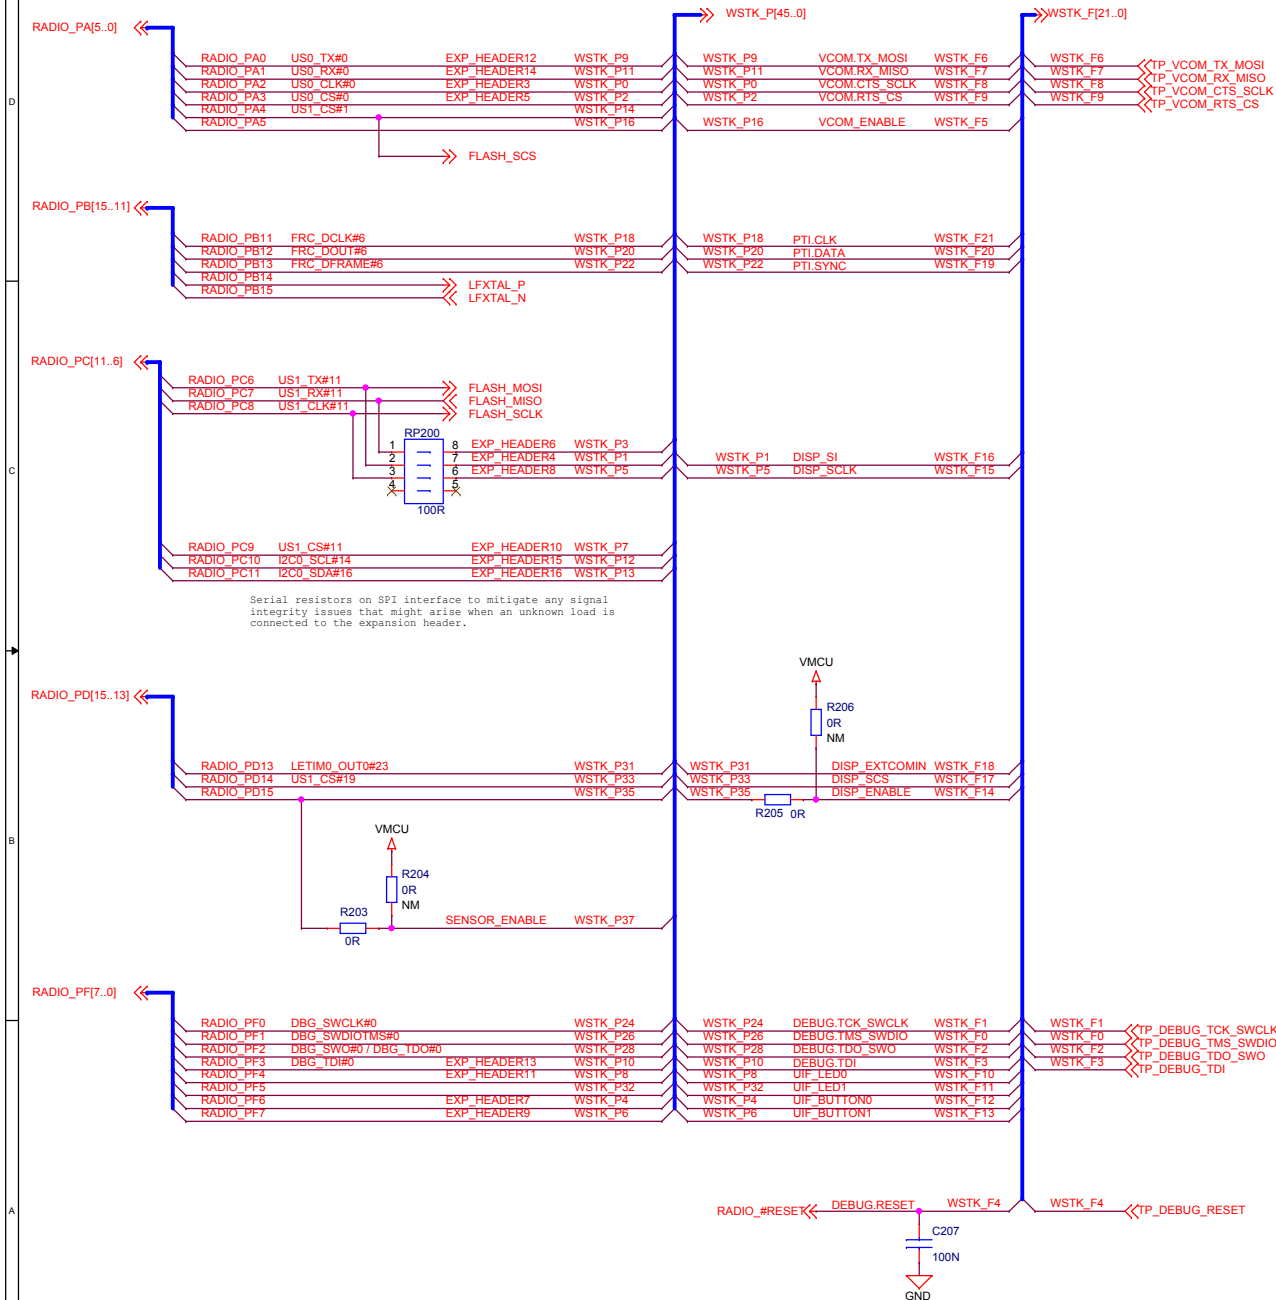 WSTK_P[45..0] WSTK_F[21..0]
RADIO_PA[5..0]
D
RADIO_PA0 US0_TX#0 EXP_HEADER12 WSTK_P9 WSTK_P9 VCOM.TX_MOSI WSTK_F6 WSTK_F6 TP_VCOM_TX_MOSI
RADIO_PA1 US0_RX#0 EXP_HEADER14 WSTK_P11 WSTK_P11 VCOM.RX_MISO WSTK_F7 WSTK_F7 TP_VCOM_RX_MISO
RADIO_PA2 US0_CLK#0 EXP_HEADER3 WSTK_P0 WSTK_P0 VCOM.CTS_SCLK WSTK_F8 WSTK_F8 TP_VCOM_CTS_SCLK
RADIO_PA3 US0_CS#0 EXP_HEADER5 WSTK_P2 WSTK_P2 VCOM.RTS_CS WSTK_F9 WSTK_F9 TP_VCOM_RTS_CS
RADIO_PA4 US1_CS#1 WSTK_P14
RADIO_PA5 WSTK_P16 WSTK_P16 VCOM_ENABLE WSTK_F5
FLASH_SCS
RADIO_PB[15..11]
RADIO_PB11 FRC_DCLK#6 WSTK_P18 WSTK_P18 PTI.CLK WSTK_F21
RADIO_PB12 FRC_DOUT#6 WSTK_P20 WSTK_P20 PTI.DATA WSTK_F20
RADIO_PB13 FRC_DFRAME#6 WSTK_P22 WSTK_P22 PTI.SYNC WSTK_F19
RADIO_PB14 LFXTAL_P
RADIO_PB15 LFXTAL_N
RADIO_PC[11..6]
RADIO_PC6 US1_TX#11 FLASH_MOSI
RADIO_PC7 US1_RX#11 FLASH_MISO
RADIO_PC8 US1_CLK#11 FLASH_SCLK
RP200
C
1 8 EXP_HEADER6 WSTK_P3
2 7 EXP_HEADER4 WSTK_P1 WSTK_P1 DISP_SI WSTK_F16
3 6 EXP_HEADER8 WSTK_P5 WSTK_P5 DISP_SCLK WSTK_F15
4 5
100R
RADIO_PC9 US1_CS#11 EXP_HEADER10 WSTK_P7
RADIO_PC10 I2C0_SCL#14 EXP_HEADER15 WSTK_P12
RADIO_PC11 I2C0_SDA#16 EXP_HEADER16 WSTK_P13
Serial resistors on SPI interface to mitigate any signal
integrity issues that might arise when an unknown load is
connected to the expansion header.
VMCU
RADIO_PD[15..13]
R206
0R
NM
RADIO_PD13 LETIM0_OUT0#23 WSTK_P31 WSTK_P31 DISP_EXTCOMIN WSTK_F18
RADIO_PD14 US1_CS#19 WSTK_P33 WSTK_P33 DISP_SCS WSTK_F17
RADIO_PD15 WSTK_P35 WSTK_P35 DISP_ENABLE WSTK_F14
R205 0R
B
VMCU
R204
0R
NM
R203
0R
SENSOR_ENABLE WSTK_P37
RADIO_PF[7..0]
RADIO_PF0 DBG_SWCLK#0 WSTK_P24 WSTK_P24 DEBUG.TCK_SWCLK WSTK_F1 WSTK_F1 TP_DEBUG_TCK_SWCLK
RADIO_PF1 DBG_SWDIOTMS#0 WSTK_P26 WSTK_P26 DEBUG.TMS_SWDIO WSTK_F0 WSTK_F0 TP_DEBUG_TMS_SWDIO
RADIO_PF2 DBG_SWO#0 / DBG_TDO#0 WSTK_P28 WSTK_P28 DEBUG.TDO_SWO WSTK_F2 WSTK_F2 TP_DEBUG_TDO_SWO
RADIO_PF3 DBG_TDI#0 EXP_HEADER13 WSTK_P10 WSTK_P10 DEBUG.TDI WSTK_F3 WSTK_F3 TP_DEBUG_TDI
RADIO_PF4 EXP_HEADER11 WSTK_P8 WSTK_P8 UIF_LED0 WSTK_F10
RADIO_PF5 WSTK_P32 WSTK_P32 UIF_LED1 WSTK_F11
RADIO_PF6 EXP_HEADER7 WSTK_P4 WSTK_P4 UIF_BUTTON0 WSTK_F12
RADIO_PF7 EXP_HEADER9 WSTK_P6 WSTK_P6 UIF_BUTTON1 WSTK_F13
A
RADIO_#RESET DEBUG.RESET WSTK_F4 WSTK_F4 TP_DEBUG_RESET
C207
100N
GND